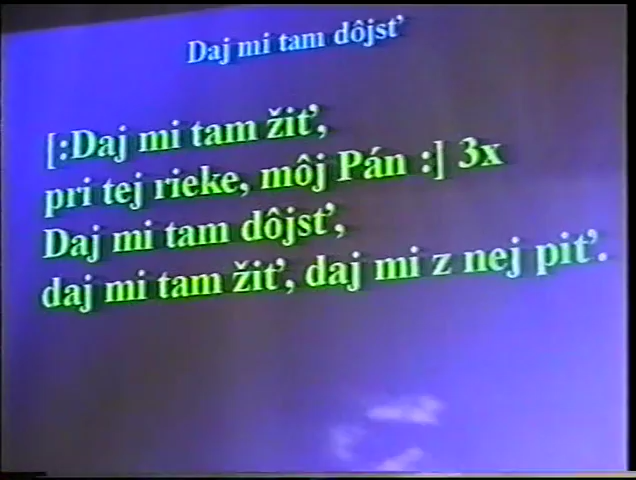 Daj mi tam dôjsť
[:Daj mi tam žiť,
pri tej rieke, môj Pán :] 3x
Daj mi tam dôjsť,
daj mi tam žiť, daj mi z nej piť.